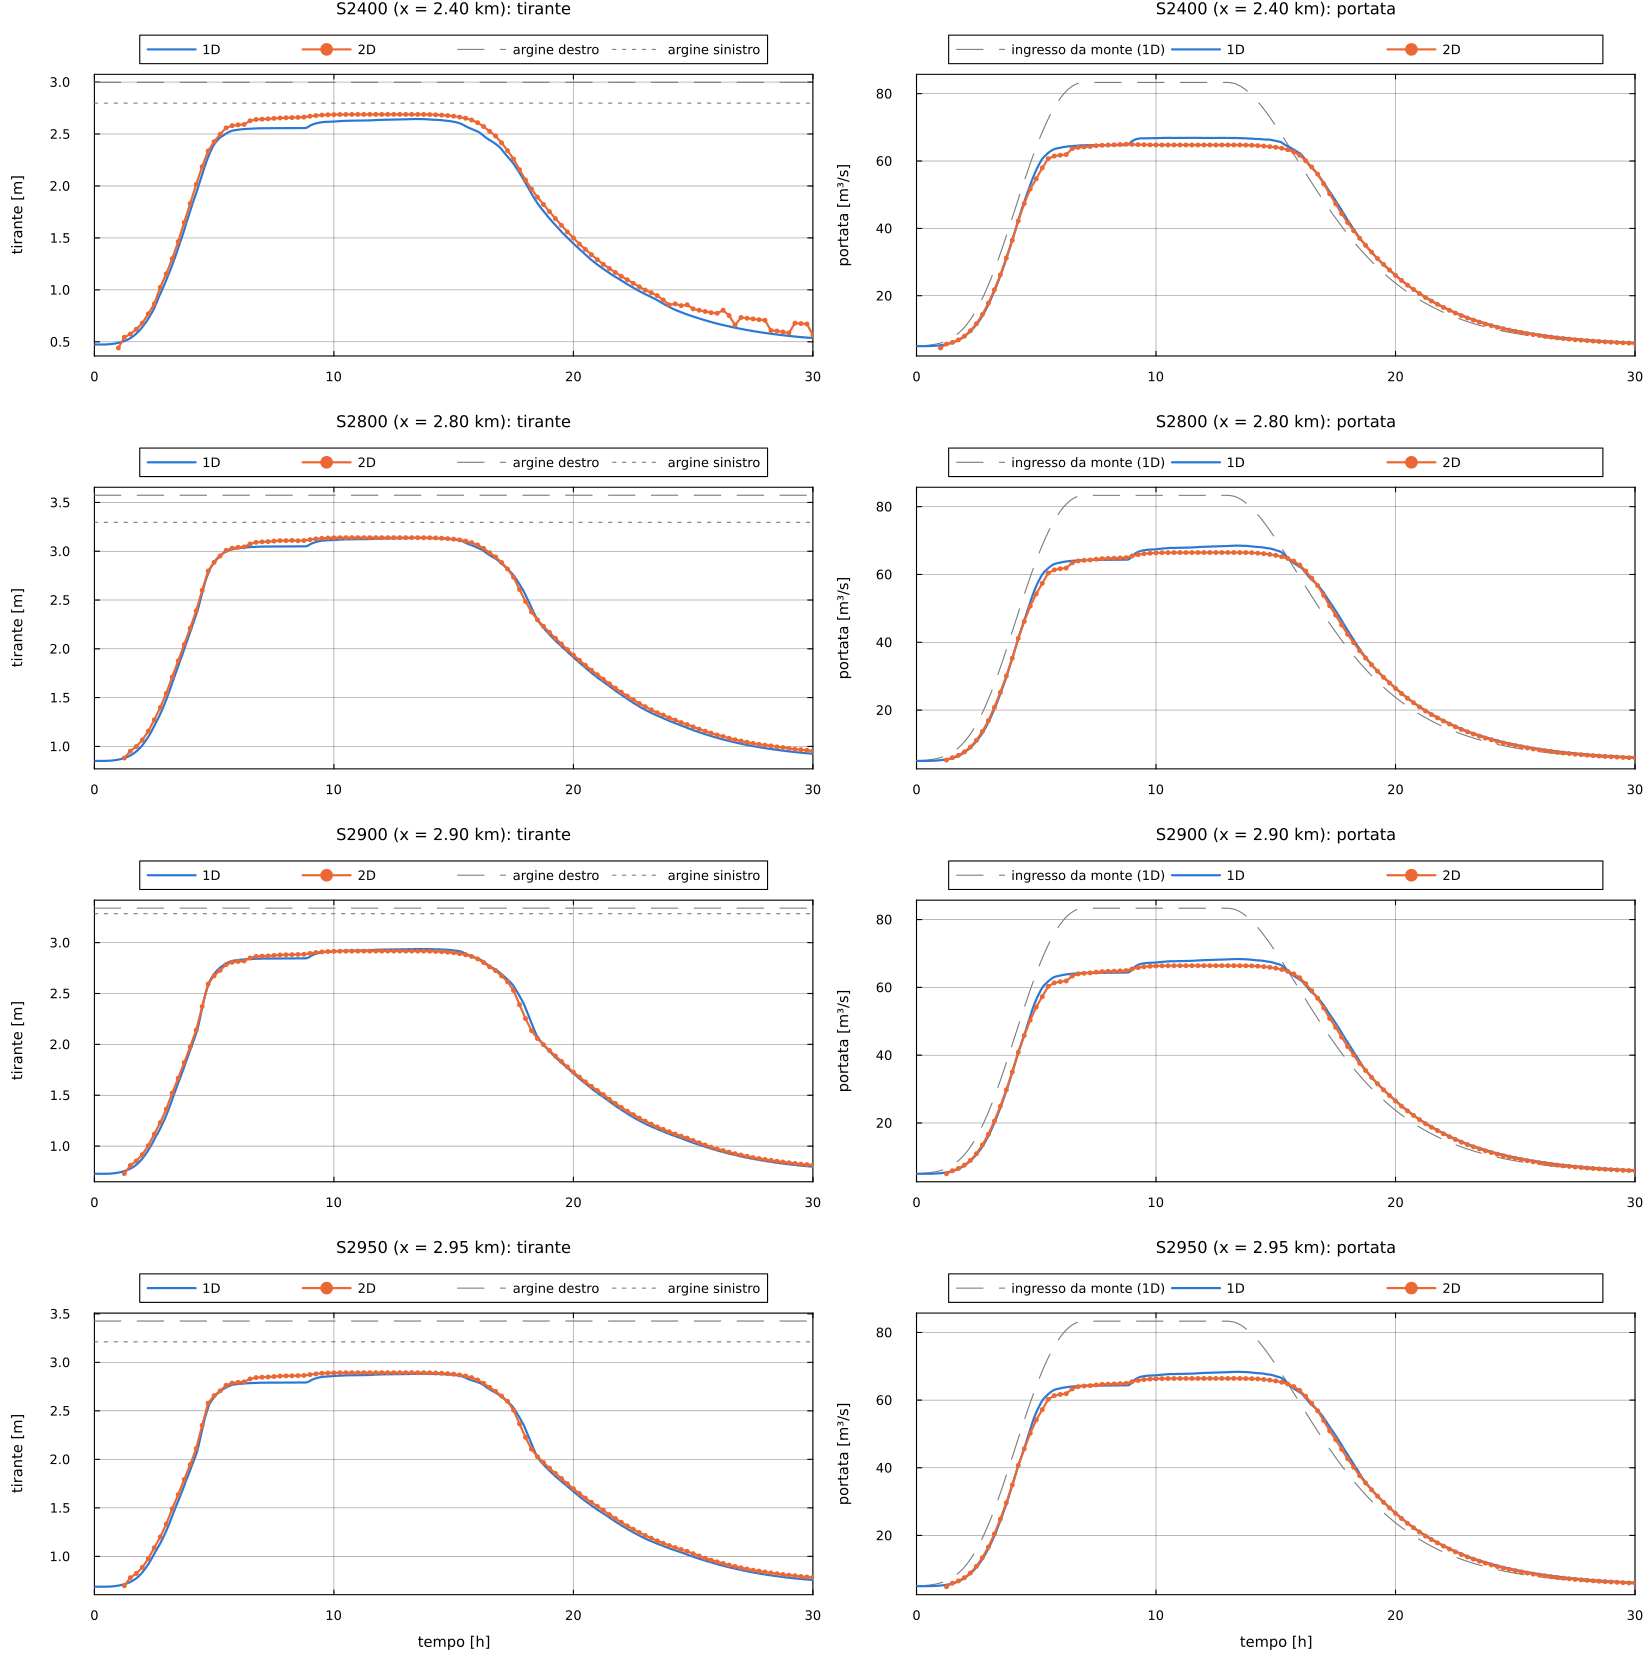 S2400 (x = 2.40 km): tirante
1D 2D argine destro argine sinistro
tirante [m]
3.0
2.5
2.0
1.5
1.0
0.5
0 10 20 30
S2400 (x = 2.40 km): portata
ingresso da monte (1D) 1D 2D
portata [m³/s]
80
60
40
20
0 10 20 30
S2800 (x = 2.80 km): tirante
1D 2D argine destro argine sinistro
tirante [m]
3.5
3.0
2.5
2.0
1.5
1.0
0 10 20 30
S2800 (x = 2.80 km): portata
ingresso da monte (1D) 1D 2D
portata [m³/s]
80
60
40
20
0 10 20 30
S2900 (x = 2.90 km): tirante
1D 2D argine destro argine sinistro
tirante [m]
3.0
2.5
2.0
1.5
1.0
0 10 20 30
S2900 (x = 2.90 km): portata
ingresso da monte (1D) 1D 2D
portata [m³/s]
80
60
40
20
0 10 20 30
S2950 (x = 2.95 km): tirante
1D 2D argine destro argine sinistro
tirante [m]
3.5
3.0
2.5
2.0
1.5
1.0
0 10 20 30
tempo [h]
S2950 (x = 2.95 km): portata
ingresso da monte (1D) 1D 2D
portata [m³/s]
80
60
40
20
0 10 20 30
tempo [h]